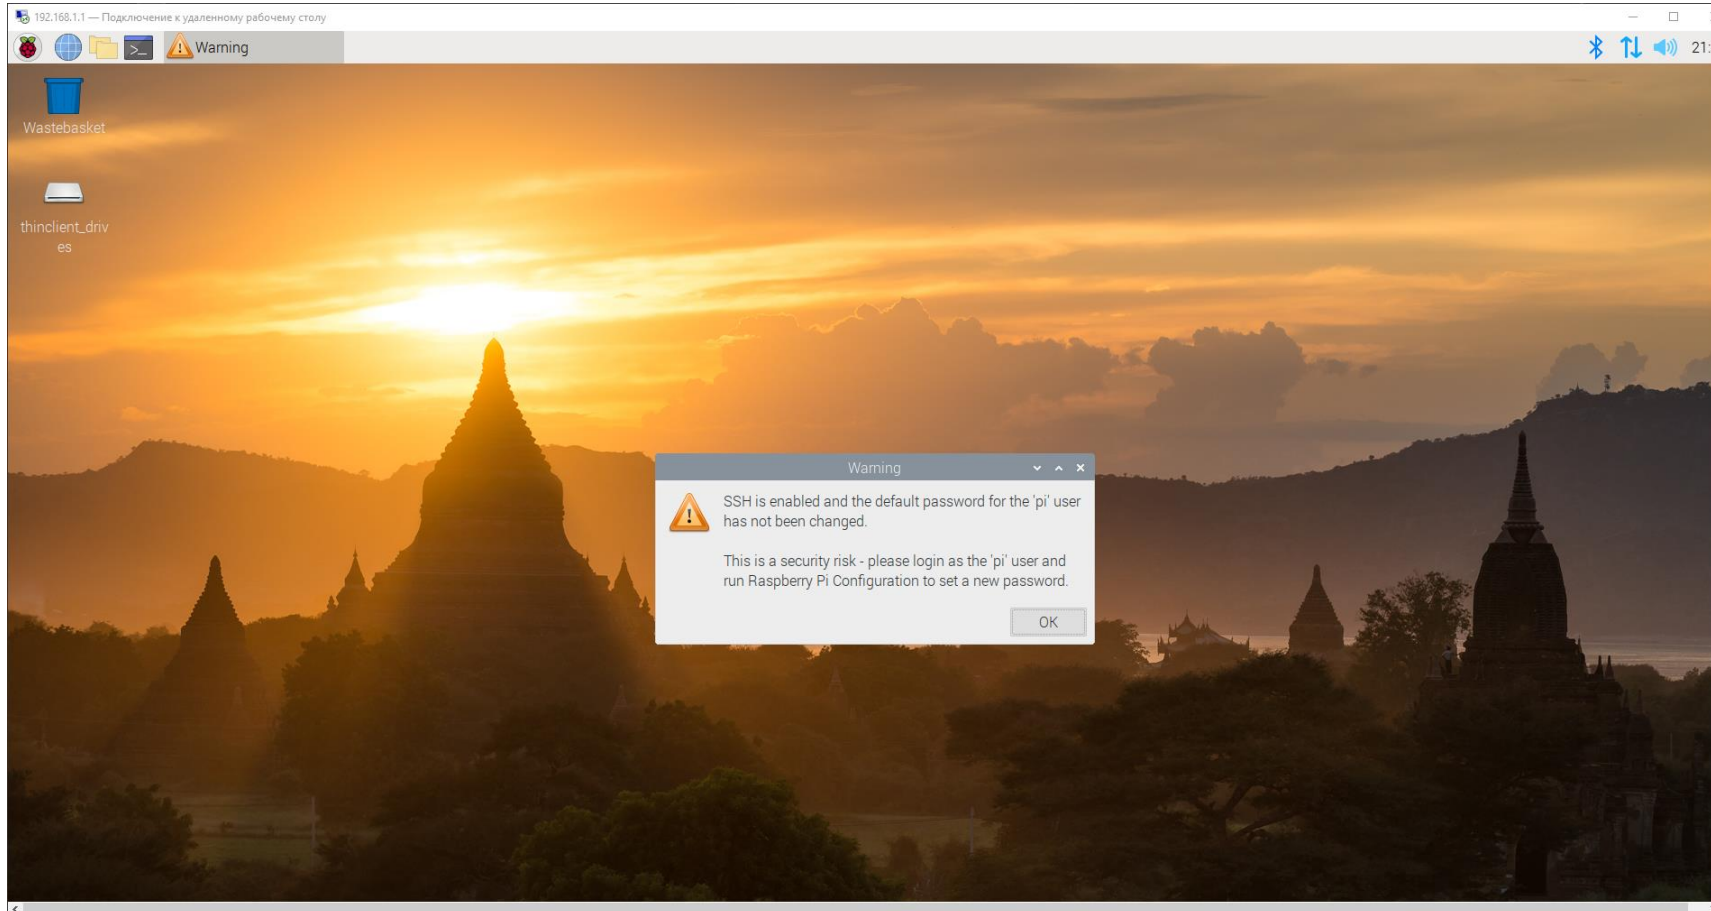 192.168.1.1 — Подключение к удаленному рабочему столу
Warning
21:
Wastebasket
thinclient_driv
es
Warning
SSH is enabled and the default password for the 'pi' user
has not been changed.
This is a security risk - please login as the 'pi' user and
run Raspberry Pi Configuration to set a new password.
OK